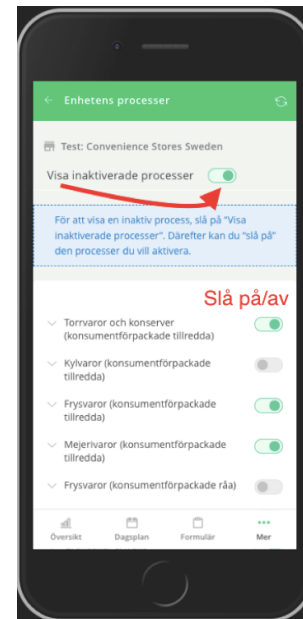 Enhetens processer
Test: Convenience Stores Sweden
Visa inaktiverade processer
För att visa en inaktiv process, slå på "Visa
inaktiverade processer". Därefter kan du "slå på"
den processer du vill aktivera.
Slå på/av
Torrvaror och konserver
(konsumentförpackade tillredda)
Kylvaror (konsumentförpackade
tillredda)
Frysvaror (konsumentförpackade
tillredda)
Mejerivaror (konsumentförpackade
tillredda)
Frysvaror (konsumentförpackade råa)
Översikt Dagsplan Formulär Mer